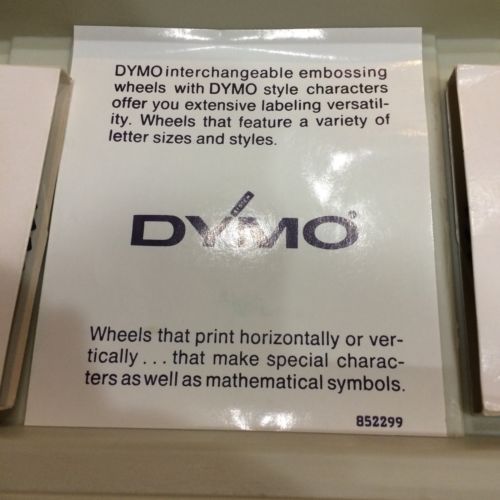 DYMO interchangeable embossing
wheels with DYMO style characters
offer you extensive labeling versatil-
ity. Wheels that feature a variety of
letter sizes and styles.
DYMO®
Wheels that print horizontally or ver-
tically . . . that make special charac-
ters as well as mathematical symbols.
852299